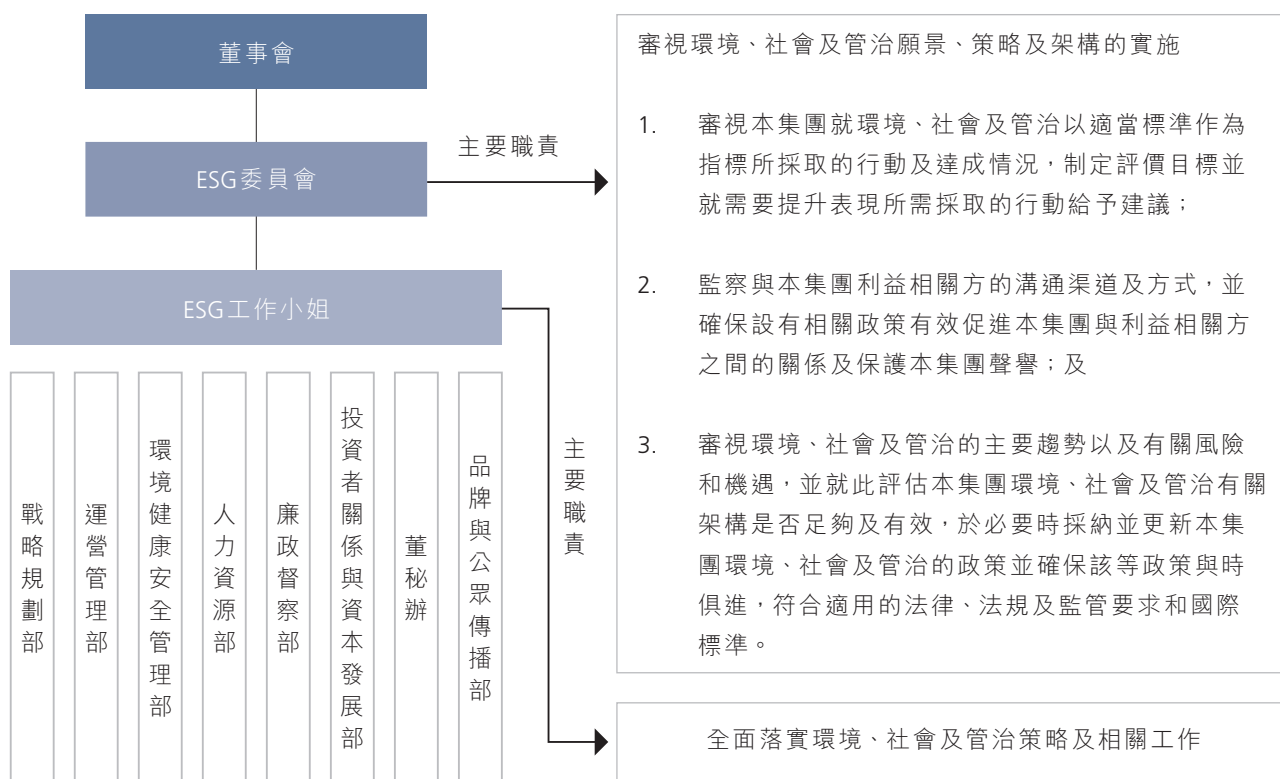 董事會
主要職責
ESG委員會
ESG工作小姐
戰略規劃部
運營管理部
環境健康安全管理部
人力資源部
廉政督察部
投資者關係與資本發展部
董秘辦
品牌與公眾傳播部
主要職責
審視環境、社會及管治願景、策略及架構的實施
1. 審視本集團就環境、社會及管治以適當標準作為
指標所採取的行動及達成情況，制定評價目標並
就需要提升表現所需採取的行動給予建議；
2. 監察與本集團利益相關方的溝通渠道及方式，並
確保設有相關政策有效促進本集團與利益相關方
之間的關係及保護本集團聲譽；及
3. 審視環境、社會及管治的主要趨勢以及有關風險
和機遇，並就此評估本集團環境、社會及管治有關
架構是否足夠及有效，於必要時採納並更新本集
團環境、社會及管治的政策並確保該等政策與時
俱進，符合適用的法律、法規及監管要求和國際
標準。
全面落實環境、社會及管治策略及相關工作